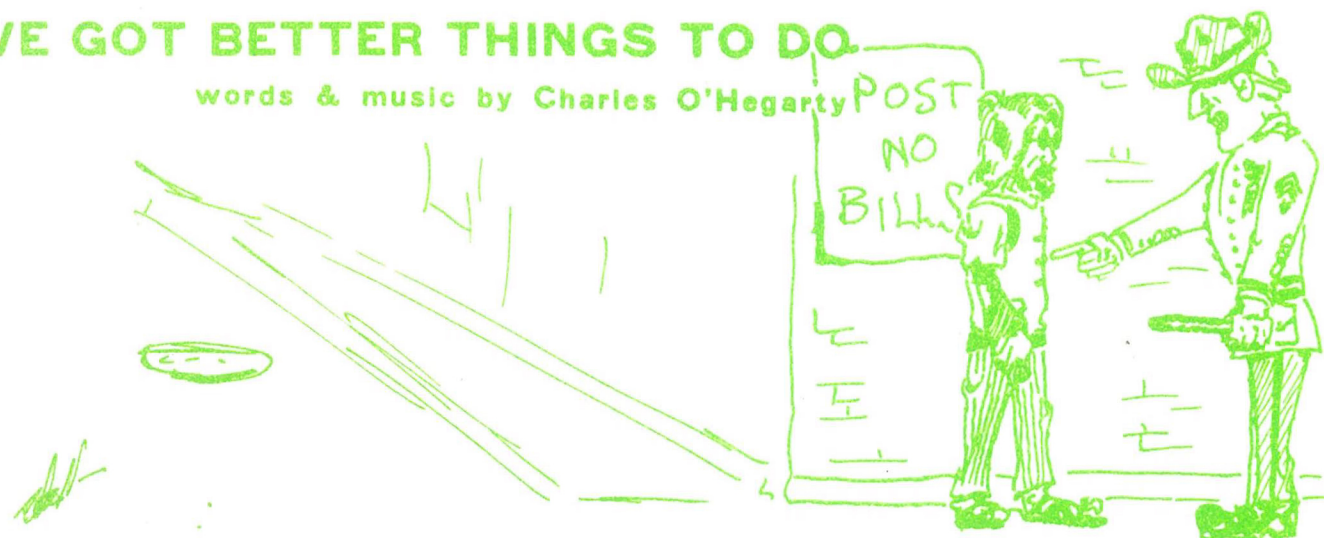 VE GOT BETTER THINGS TO DO
words & music by Charles O'Hegarty
POST
NO
BILLS